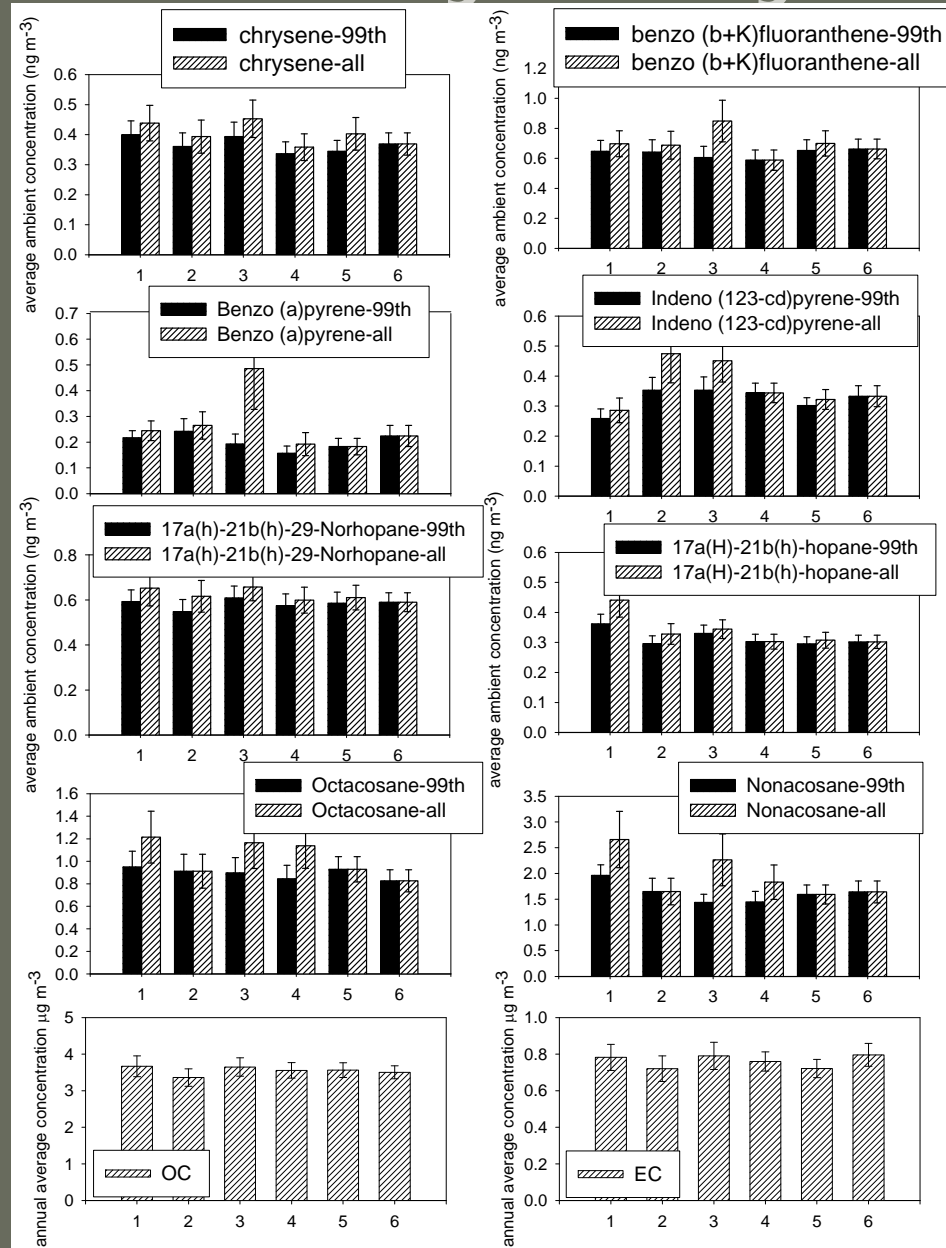 chrysene-99th
chrysene-all
average ambient concentration (ng m-3)
0.6
0.5
0.4
0.3
0.2
0.1
0.0
1 2 3 4 5 6
benzo (b+K)fluoranthene-99th
benzo (b+K)fluoranthene-all
average ambient concentration (ng m-3)
1.2
1.0
0.8
0.6
0.4
0.2
0.0
1 2 3 4 5 6
Benzo (a)pyrene-99th
Benzo (a)pyrene-all
0.7
0.6
0.5
0.4
0.3
0.2
0.1
0.0
Indeno (123-cd)pyrene-99th
Indeno (123-cd)pyrene-all
0.6
0.5
0.4
0.3
0.2
0.1
0.0
17a(h)-21b(h)-29-Norhopane-99th
17a(h)-21b(h)-29-Norhopane-all
average ambient concentration (ng m-3)
0.8
0.6
0.4
0.2
0.0
1 2 3 4 5 6
17a(H)-21b(h)-hopane-99th
17a(H)-21b(h)-hopane-all
average ambient concentration (ng m-3)
0.6
0.5
0.4
0.3
0.2
0.1
0.0
1 2 3 4 5 6
Octacosane-99th
Octacosane-all
1.6
1.4
1.2
1.0
0.8
0.6
0.4
0.2
0.0
1 2 3 4 5 6
Nonacosane-99th
Nonacosane-all
3.5
3.0
2.5
2.0
1.5
1.0
0.5
0.0
1 2 3 4 5 6
annual average concentration µg m-3
5
4
3
2
1
0
OC
1 2 3 4 5 6
annual average concentration µg m-3
1.0
0.8
0.6
0.4
0.2
0.0
EC
1 2 3 4 5 6